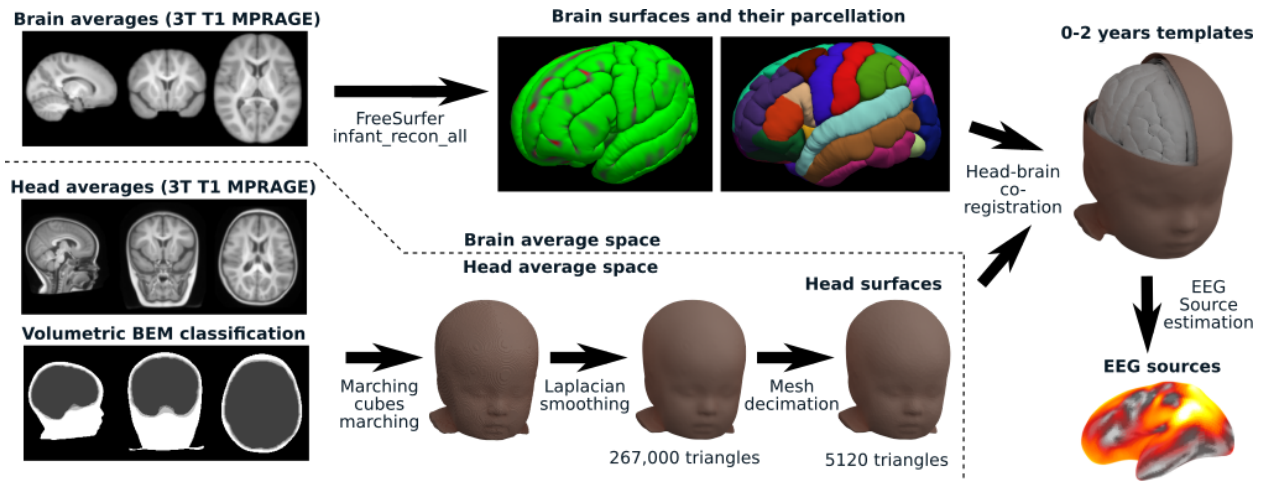 Brain averages (3T T1 MPRAGE)
FreeSurfer
infant_recon_all
Brain surfaces and their parcellation
0-2 years templates
Head-brain
co-
registration
Head averages (3T T1 MPRAGE)
Brain average space
Head average space
Volumetric BEM classification
Marching
cubes
marching
Laplacian
smoothing
267,000 triangles
Mesh
decimation
Head surfaces
5120 triangles
EEG
Source
estimation
EEG sources